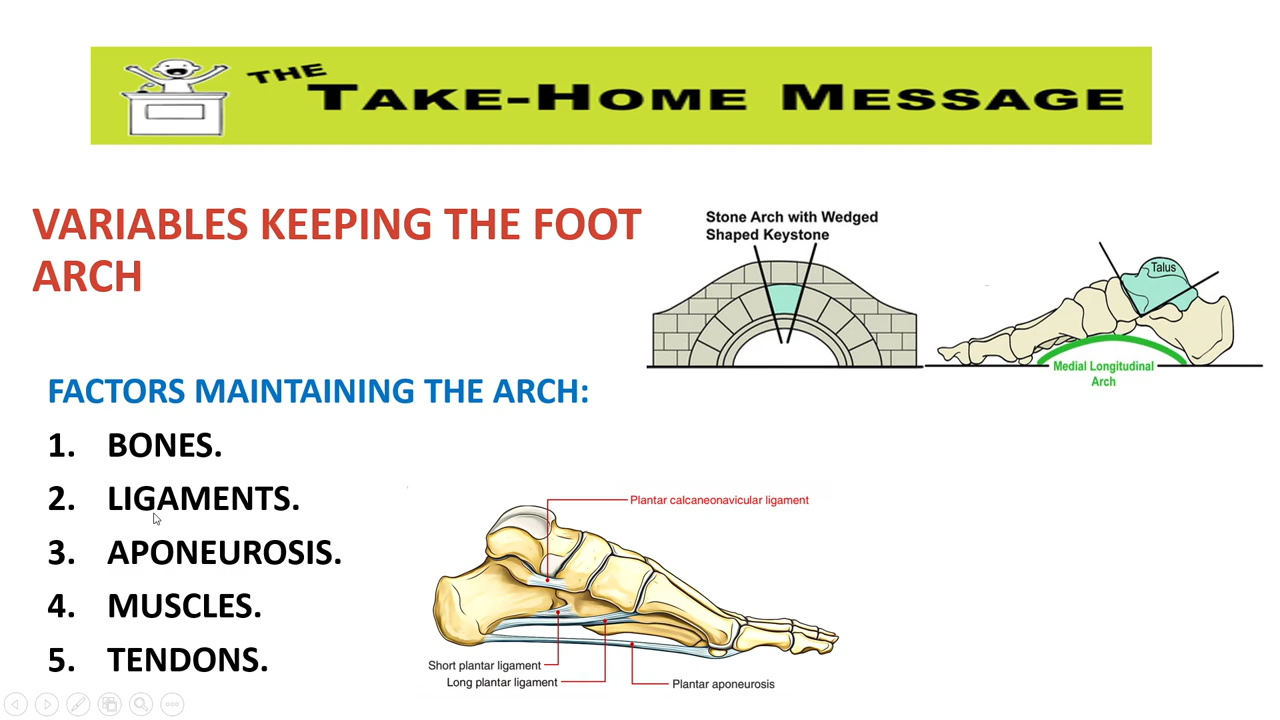 THE
TAKE-HOME MESSAGE
VARIABLES KEEPING THE FOOT
ARCH
Stone Arch with Wedged
Shaped Keystone
Talus
Medial Longitudinal
Arch
FACTORS MAINTAINING THE ARCH:
1. BONES.
2. LIGAMENTS.
3. APONEUROSIS.
4. MUSCLES.
5. TENDONS.
Plantar calcaneonavicular ligament
Short plantar ligament
Long plantar ligament
Plantar aponeurosis